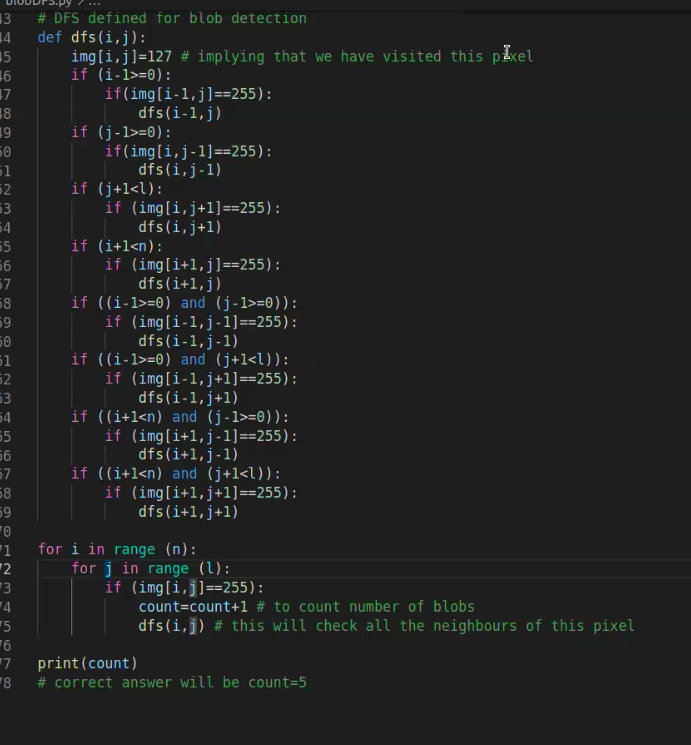 blobDFS.py > ...
43 # DFS defined for blob detection
44 def dfs(i,j):
45 img[i,j]=127 # implying that we have visited this pixel
46 if (i-1>=0):
47 if(img[i-1,j]==255):
48 dfs(i-1,j)
49 if (j-1>=0):
50 if(img[i,j-1]==255):
51 dfs(i,j-1)
52 if (j+1<l):
53 if (img[i,j+1]==255):
54 dfs(i,j+1)
55 if (i+1<n):
56 if (img[i+1,j]==255):
57 dfs(i+1,j)
58 if ((i-1>=0) and (j-1>=0)):
59 if (img[i-1,j-1]==255):
60 dfs(i-1,j-1)
61 if ((i-1>=0) and (j+1<l)):
62 if (img[i-1,j+1]==255):
63 dfs(i-1,j+1)
64 if ((i+1<n) and (j-1>=0)):
65 if (img[i+1,j-1]==255):
66 dfs(i+1,j-1)
67 if ((i+1<n) and (j+1<l)):
68 if (img[i+1,j+1]==255):
69 dfs(i+1,j+1)
70
71 for i in range (n):
72 for j in range (l):
73 if (img[i,j]==255):
74 count=count+1 # to count number of blobs
75 dfs(i,j) # this will check all the neighbours of this pixel
76
77 print(count)
78 # correct answer will be count=5